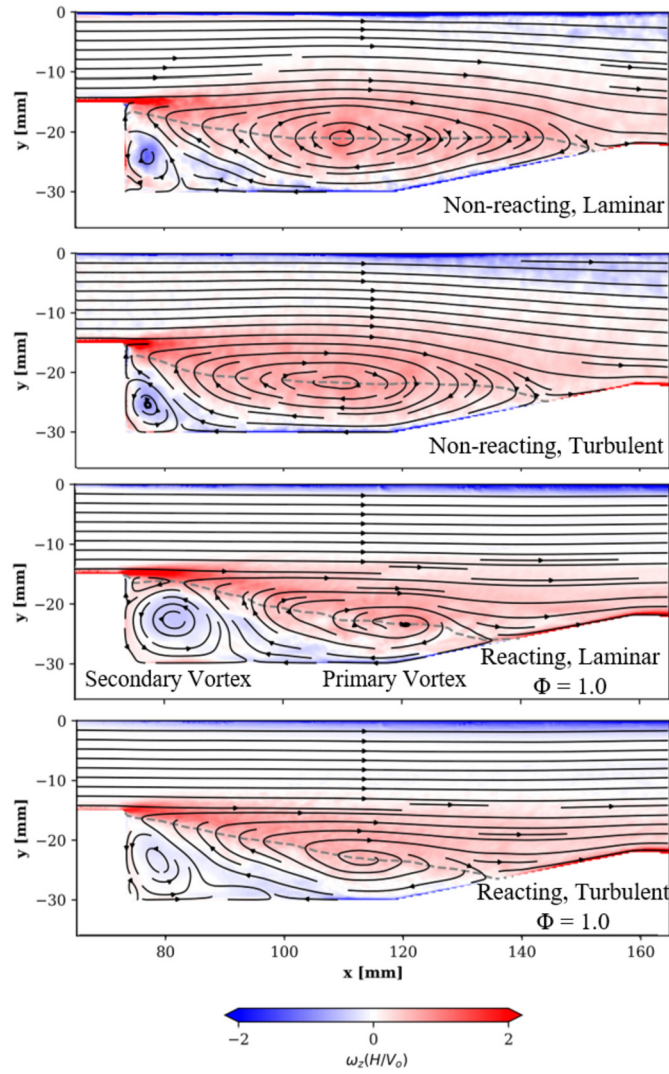 0
−10
−20
−30
y [mm]
Non-reacting, Laminar
0
−10
−20
−30
y [mm]
Non-reacting, Turbulent
0
−10
−20
−30
y [mm]
Secondary Vortex
Primary Vortex
Reacting, Laminar
Φ = 1.0
0
−10
−20
−30
y [mm]
Reacting, Turbulent
Φ = 1.0
80 100 120 140 160
x [mm]
−2 0 2
ω_z(H/V_o)